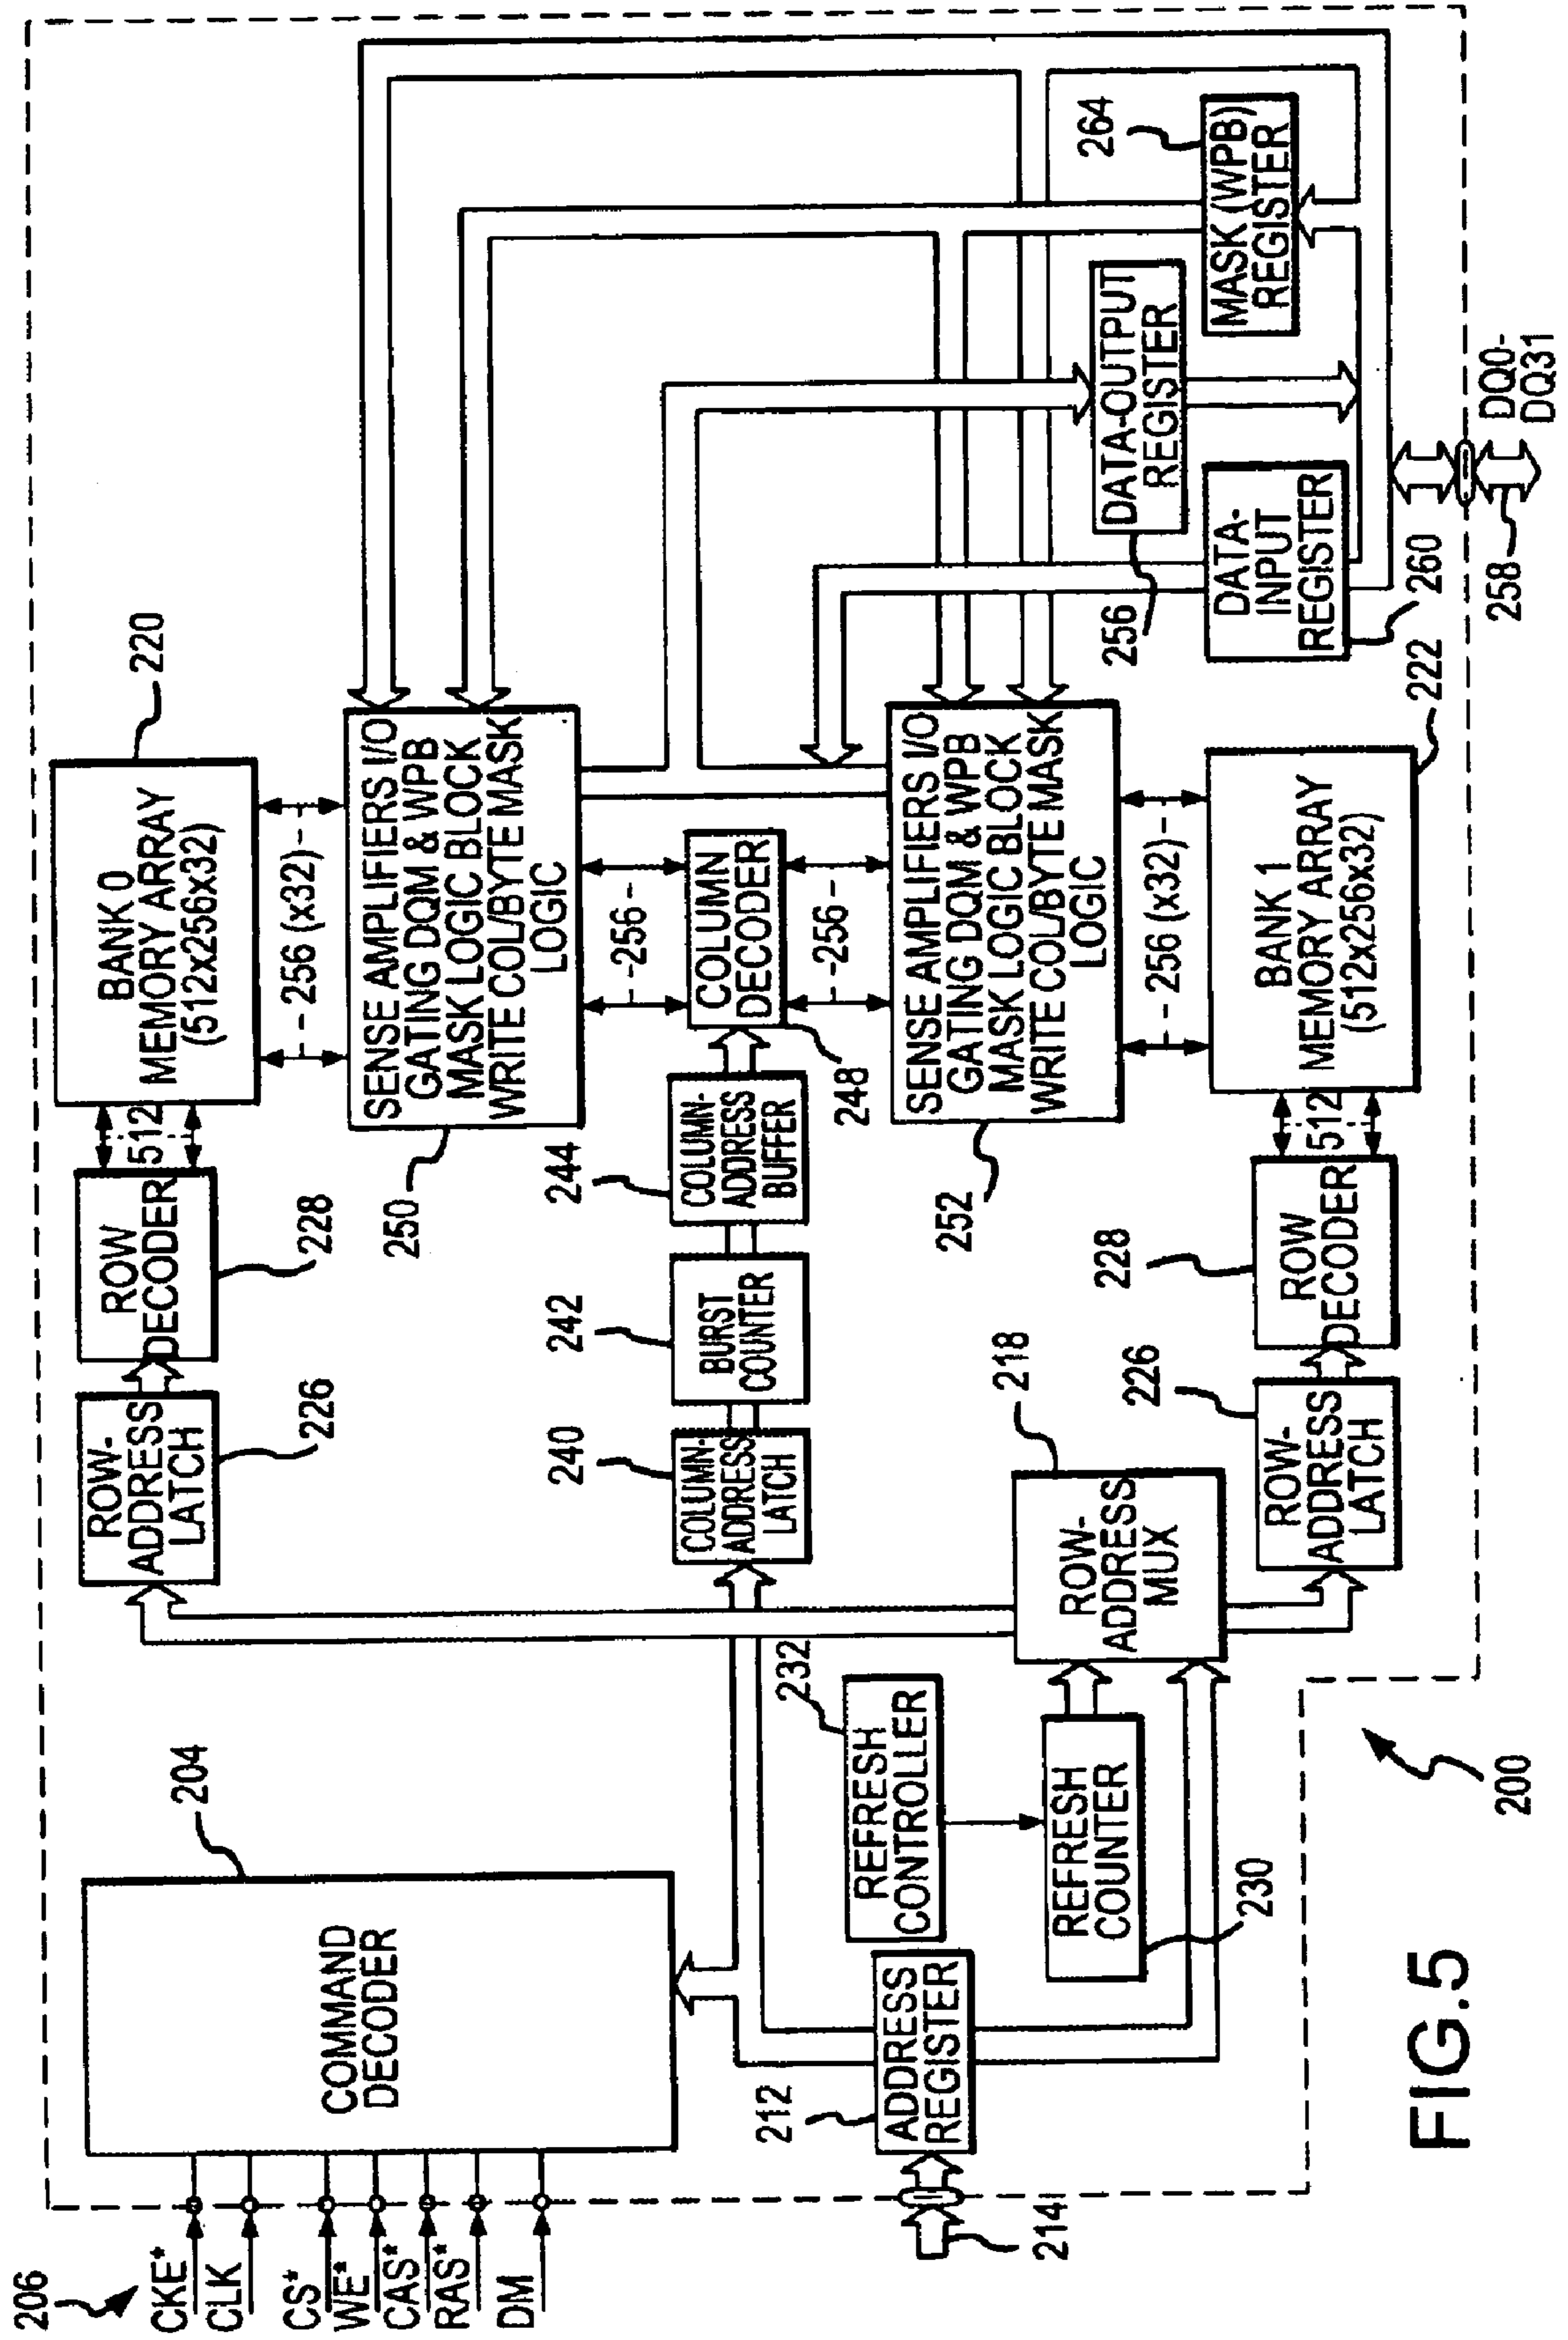 206
CKE*
CLK
CS*
WE*
CAS*
RAS*
DM
COMMAND
DECODER
204
214
212
ADDRESS
REGISTER
REFRESH
CONTROLLER
232
REFRESH
COUNTER
230
ROW-
ADDRESS
MUX
218
ROW-
ADDRESS
LATCH
226
ROW
DECODER
228
512
BANK 0
MEMORY ARRAY
(512x256x32)
220
256 (x32)
SENSE AMPLIFIERS I/O
GATING DQM & WPB
MASK LOGIC BLOCK
WRITE COL/BYTE MASK
LOGIC
250
256
COLUMN-
ADDRESS
LATCH
240
BURST
COUNTER
242
COLUMN-
ADDRESS
BUFFER
244
COLUMN
DECODER
248
256
SENSE AMPLIFIERS I/O
GATING DQM & WPB
MASK LOGIC BLOCK
WRITE COL/BYTE MASK
LOGIC
252
256 (x32)
ROW-
ADDRESS
LATCH
226
ROW
DECODER
228
512
BANK 1
MEMORY ARRAY
(512x256x32)
222
DATA-
INPUT
REGISTER
260
DATA-OUTPUT
REGISTER
256
MASK (WPB)
REGISTER
264
258
DQ0-
DQ31
200
FIG.5